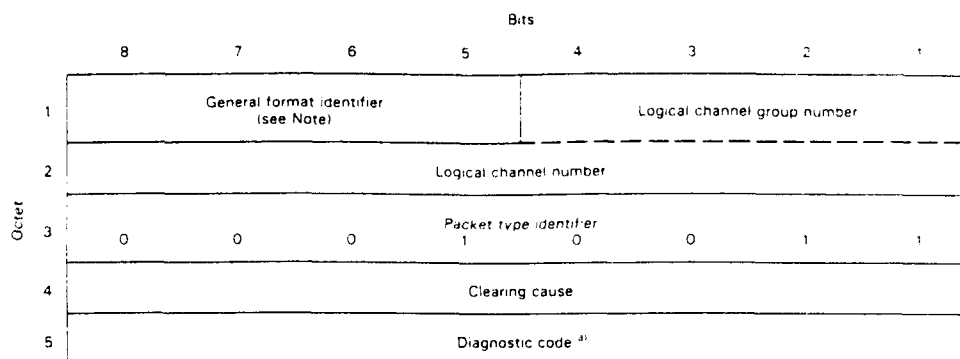 Bits
8 7 6 5 4 3 2 1
1 General format identifier
(see Note) Logical channel group number
2 Logical channel number
Octet
3 Packet type identifier
0 0 0 1 0 0 1 1
4 Clearing cause
5 Diagnostic code a)